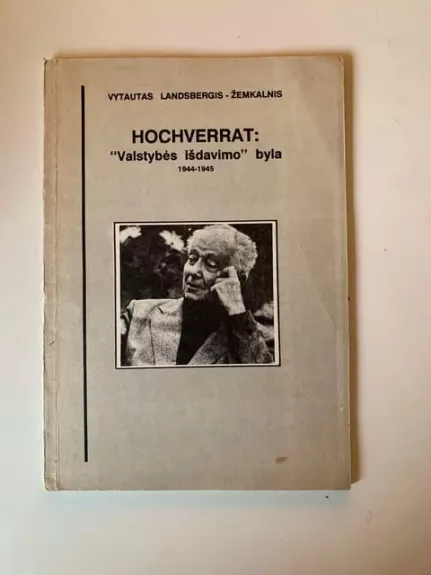 VYTAUTAS LANDSBERGIS - ŽEMKALNIS
HOCHVERRAT:
"Valstybės išdavimo" byla
1944-1945